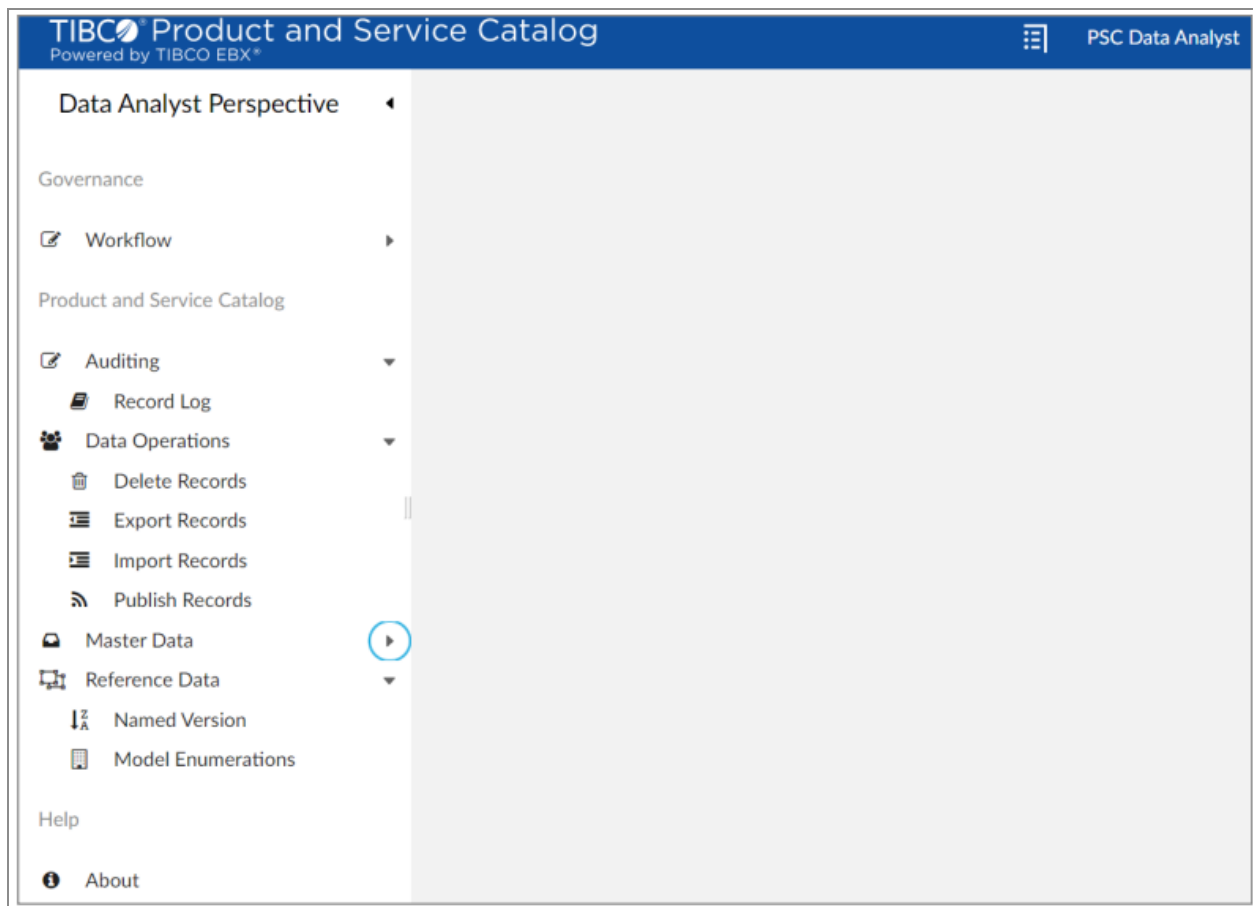 TIBCO® Product and Service Catalog
Powered by TIBCO EBX®
PSC Data Analyst
Data Analyst Perspective
Governance
Workflow
Product and Service Catalog
Auditing
Record Log
Data Operations
Delete Records
Export Records
Import Records
Publish Records
Master Data
Reference Data
Named Version
Model Enumerations
Help
About